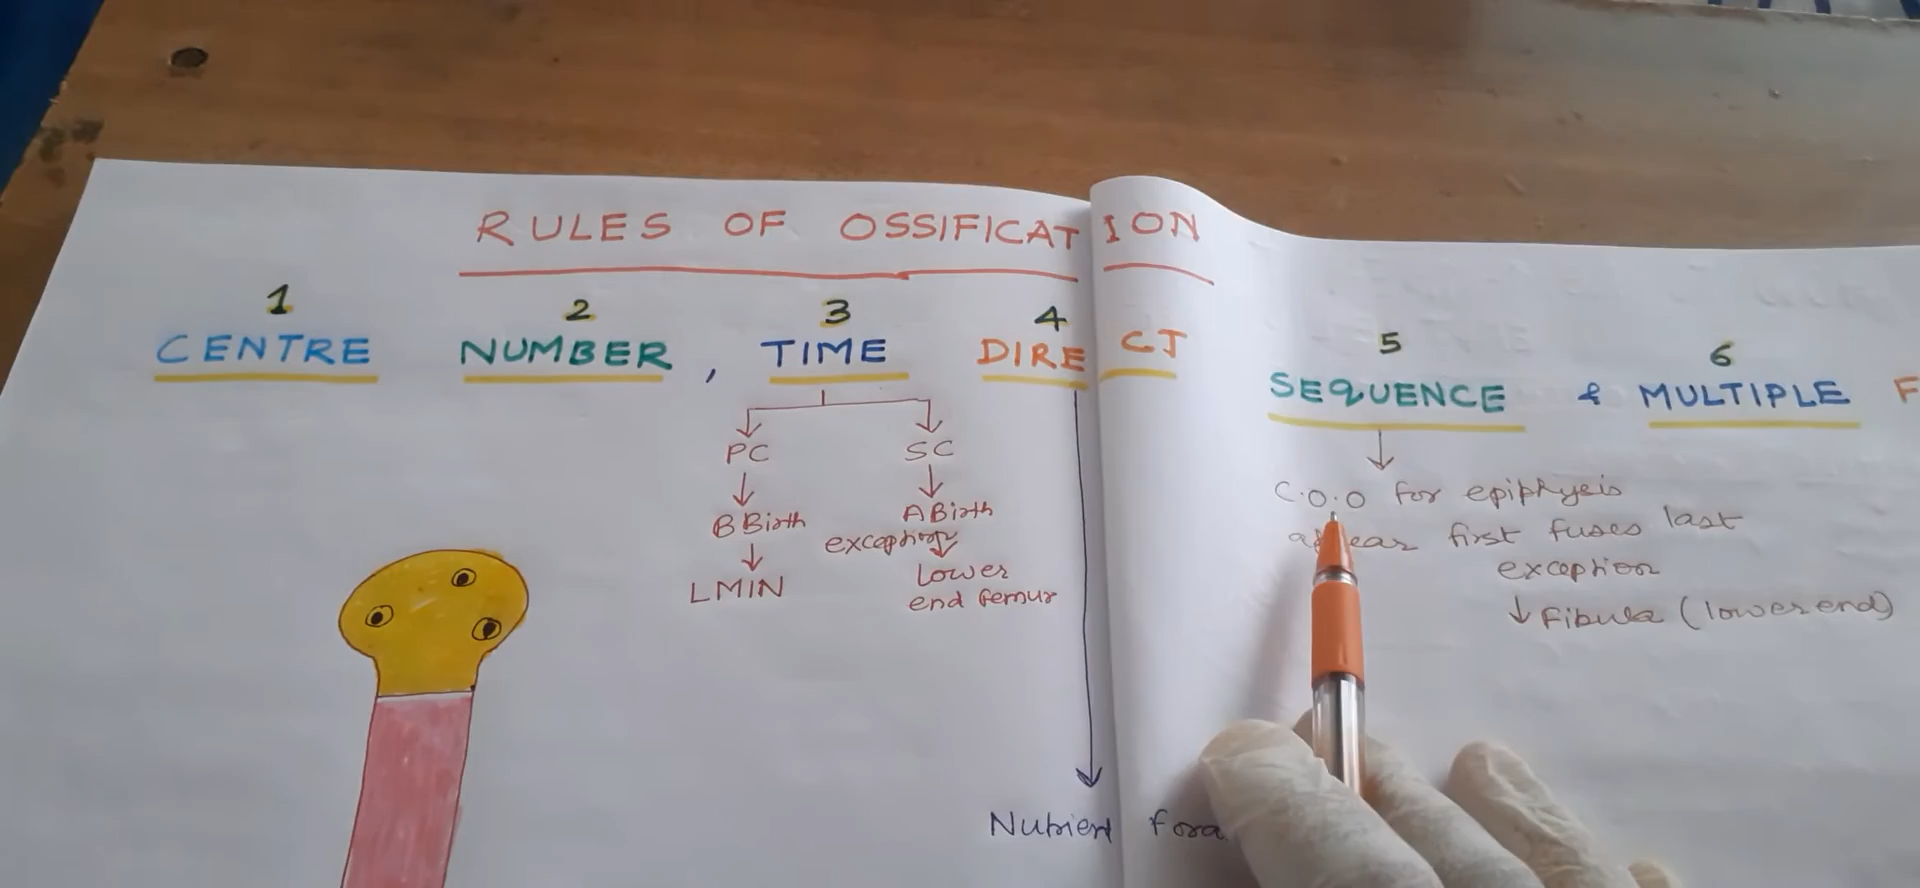 RULES OF OSSIFICATION
1 2 3 4 5 6
CENTRE NUMBER, TIME DIRECT SEQUENCE & MULTIPLE F
PC SC
B Birth A Birth
LMIN exception
Lower
end femur
C.O.O for epiphysis
appear first fuses last
exception
Fibula (lower end)
Nutrient fora